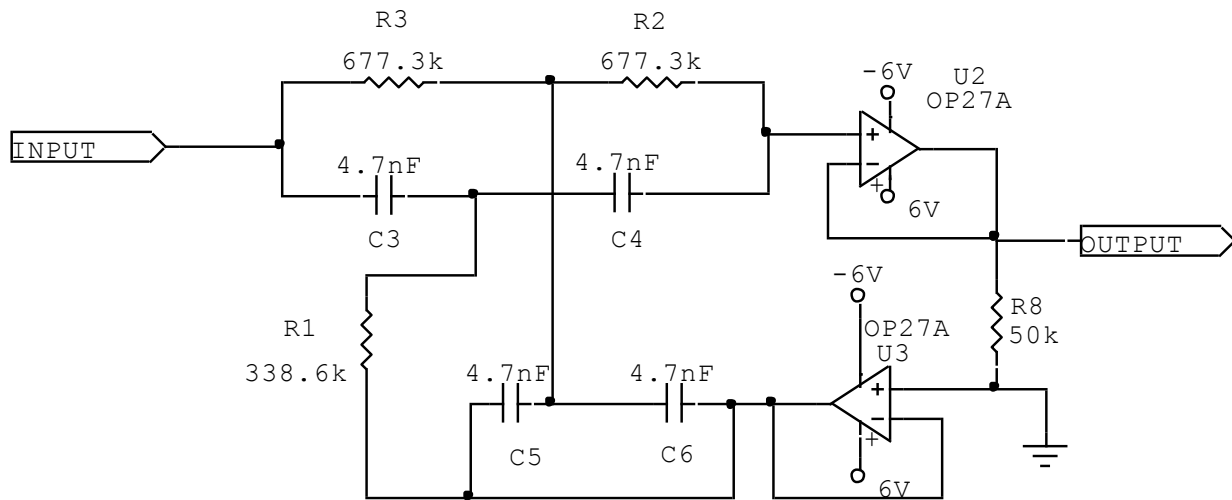 R3
677.3k
R2
677.3k
-6V
U2
OP27A
INPUT
4.7nF
C3
4.7nF
C4
+
-
+
6V
OUTPUT
-6V
R1
338.6k
OP27A
U3
R8
50k
4.7nF
C5
4.7nF
C6
+
-
+
6V